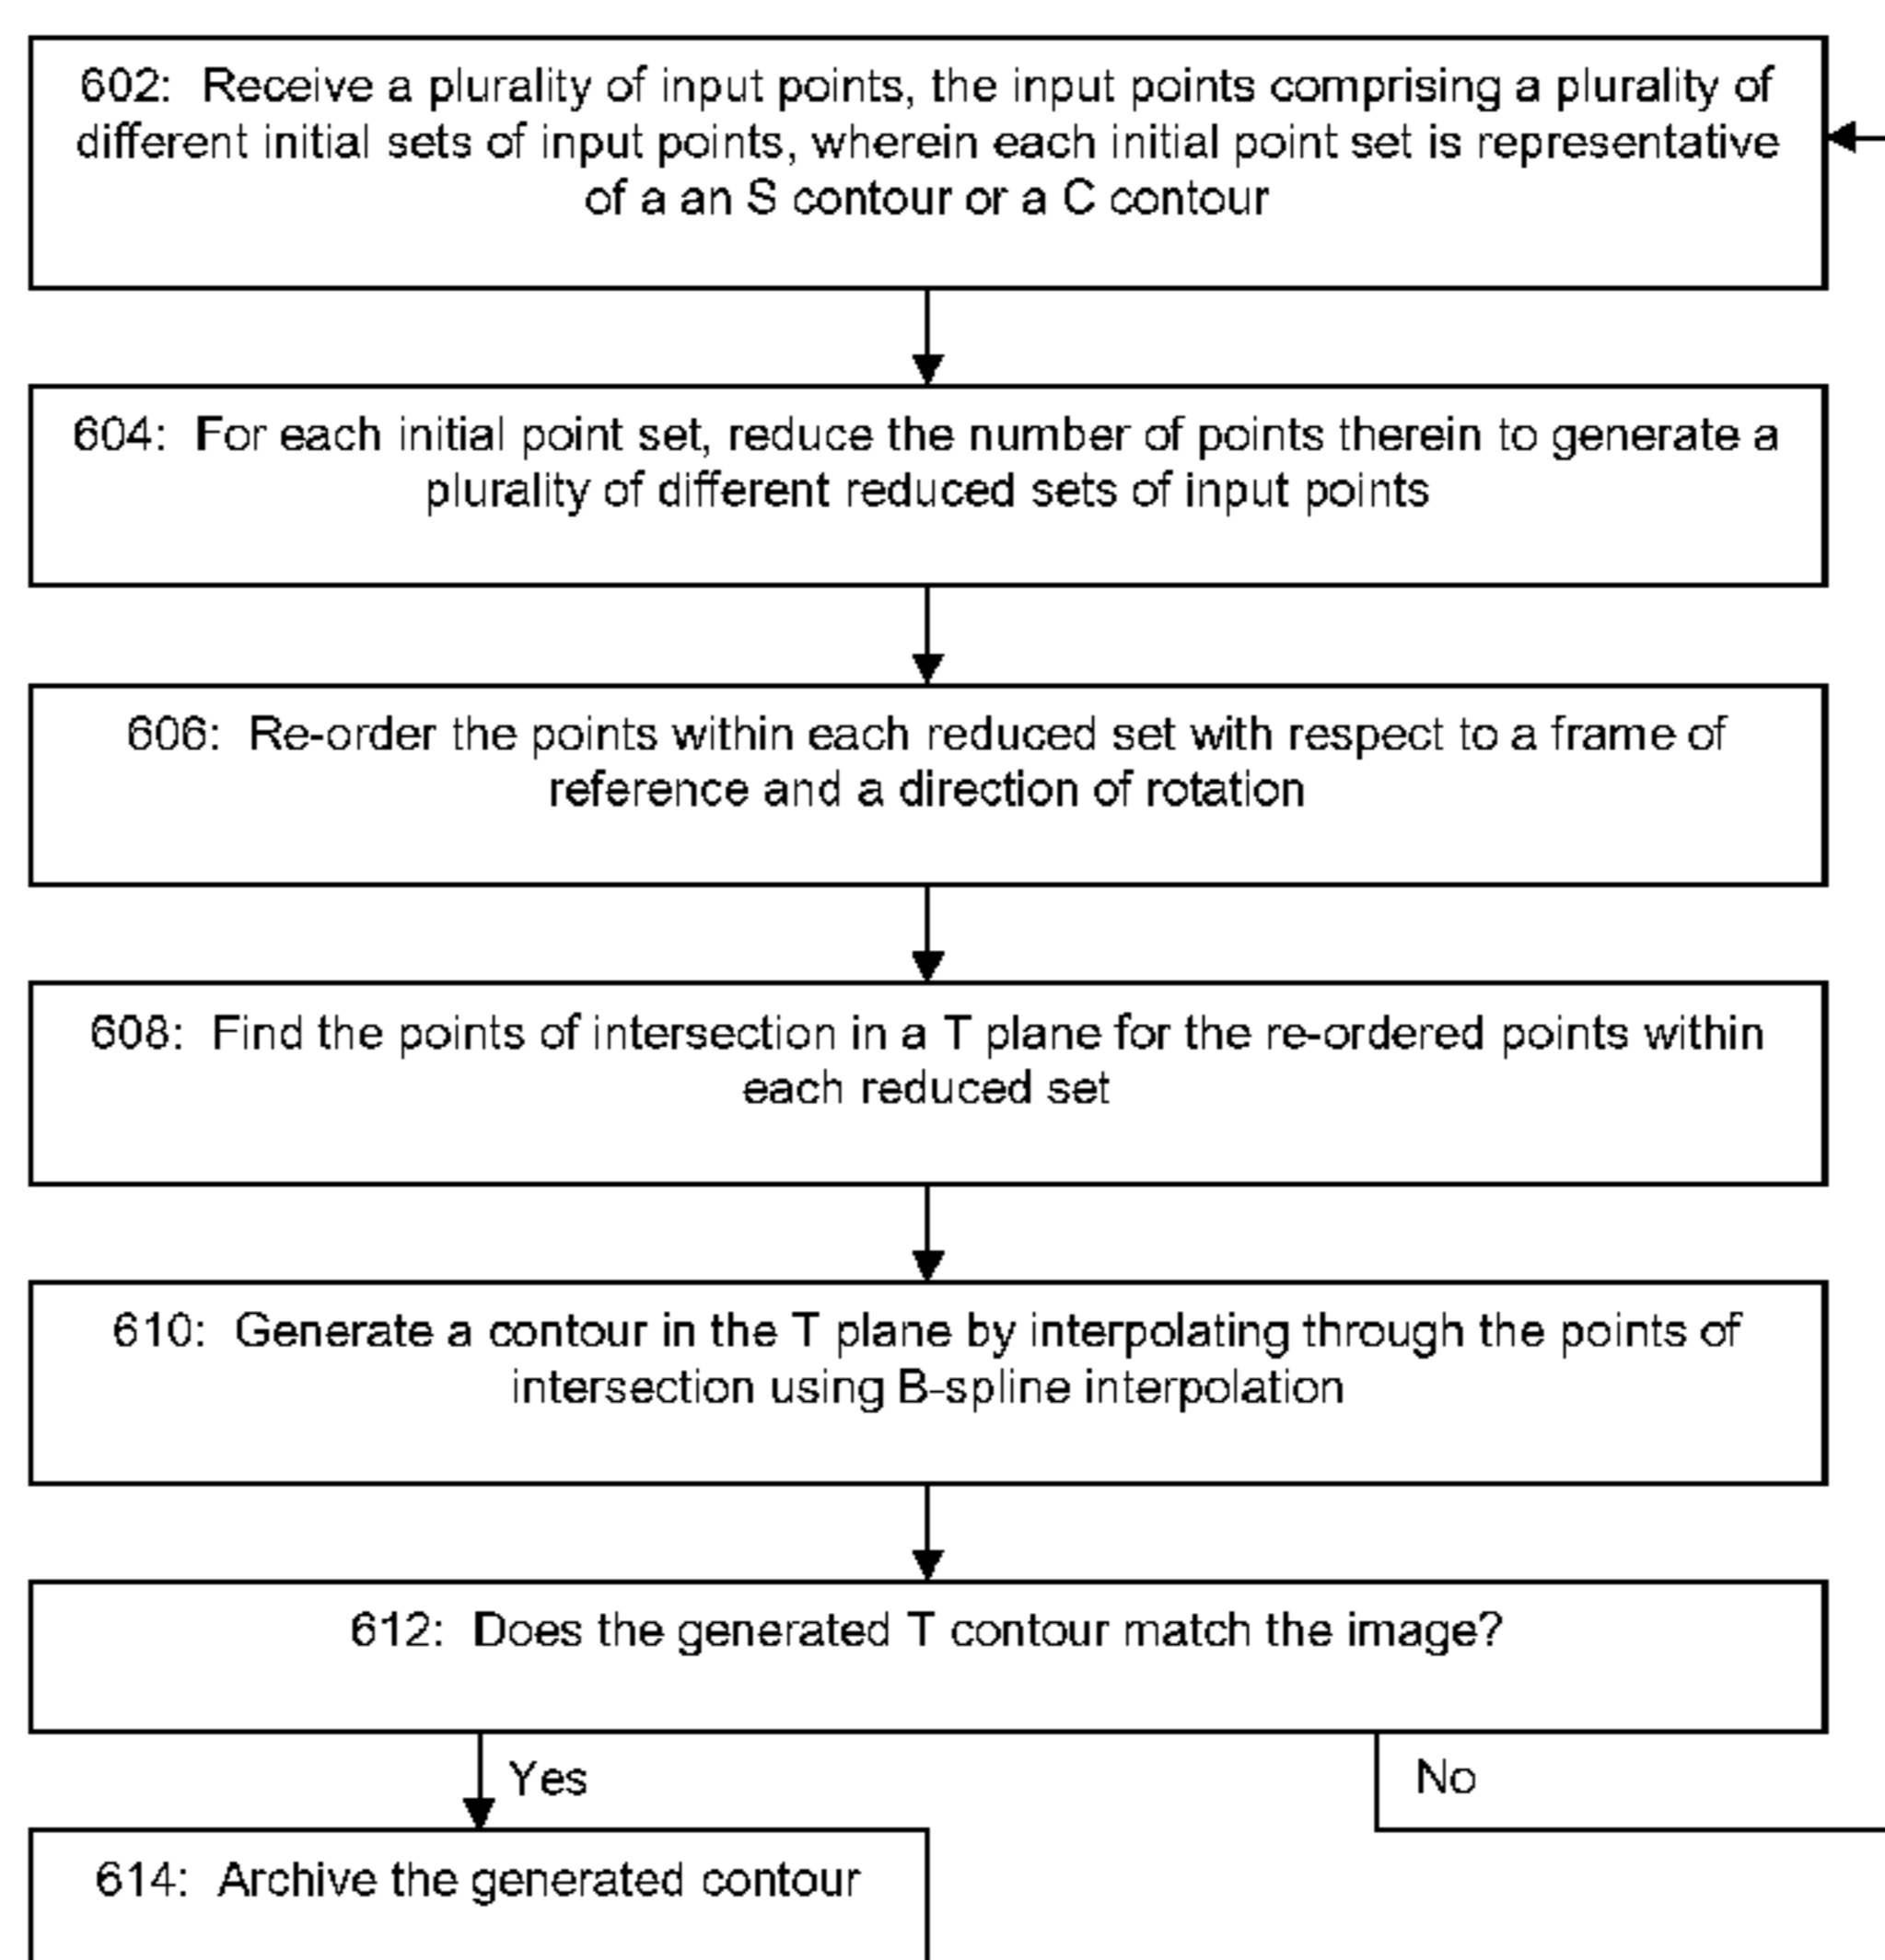 602: Receive a plurality of input points, the input points comprising a plurality of
different initial sets of input points, wherein each initial point set is representative
of a an S contour or a C contour
604: For each initial point set, reduce the number of points therein to generate a
plurality of different reduced sets of input points
606: Re-order the points within each reduced set with respect to a frame of
reference and a direction of rotation
608: Find the points of intersection in a T plane for the re-ordered points within
each reduced set
610: Generate a contour in the T plane by interpolating through the points of
intersection using B-spline interpolation
612: Does the generated T contour match the image?
Yes
No
614: Archive the generated contour